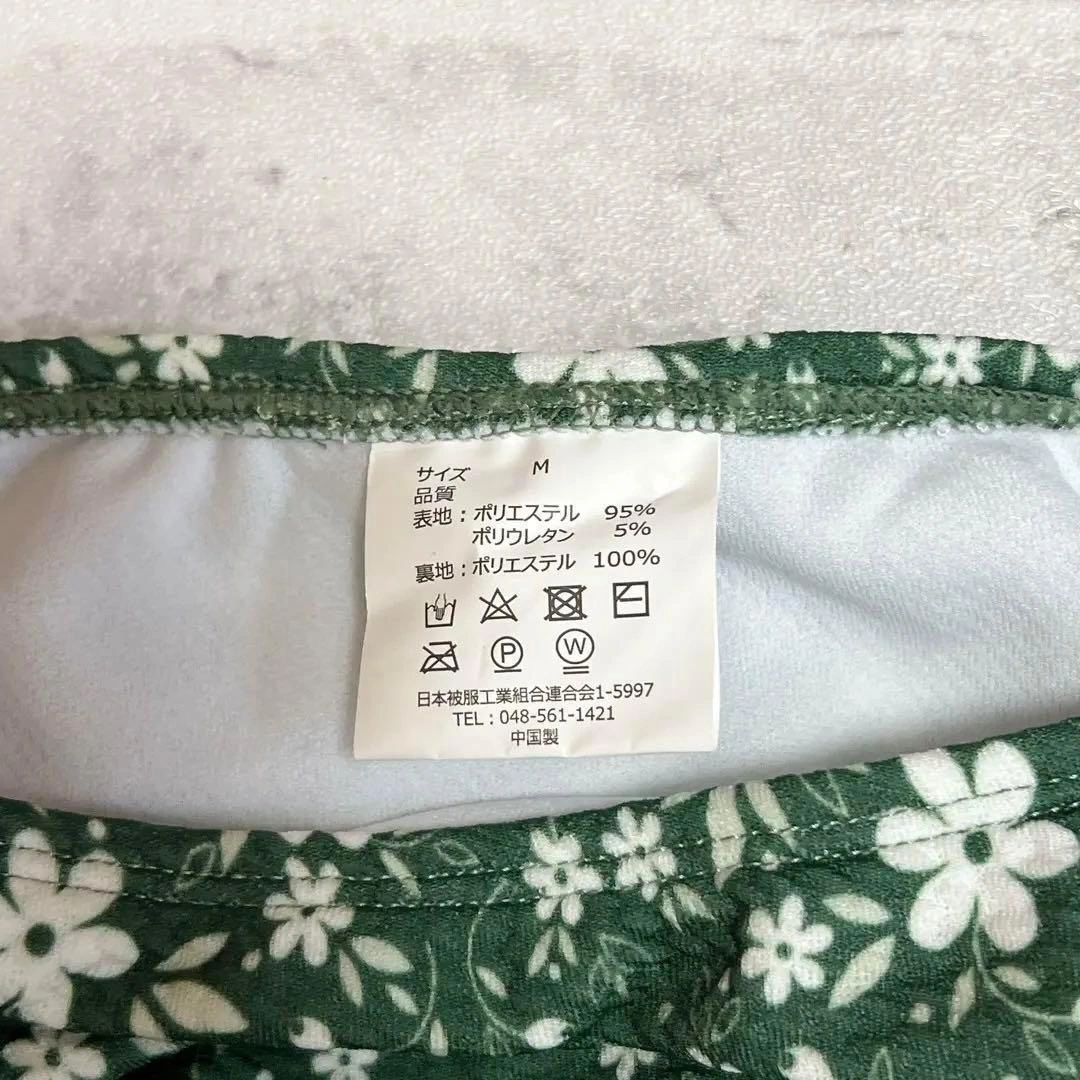 サイズ M
品質
表地:ポリエステル 95%
ポリウレタン 5%
裏地:ポリエステル 100%
P W
日本被服工業組合連合会1-5997
TEL:048-561-1421
中国製